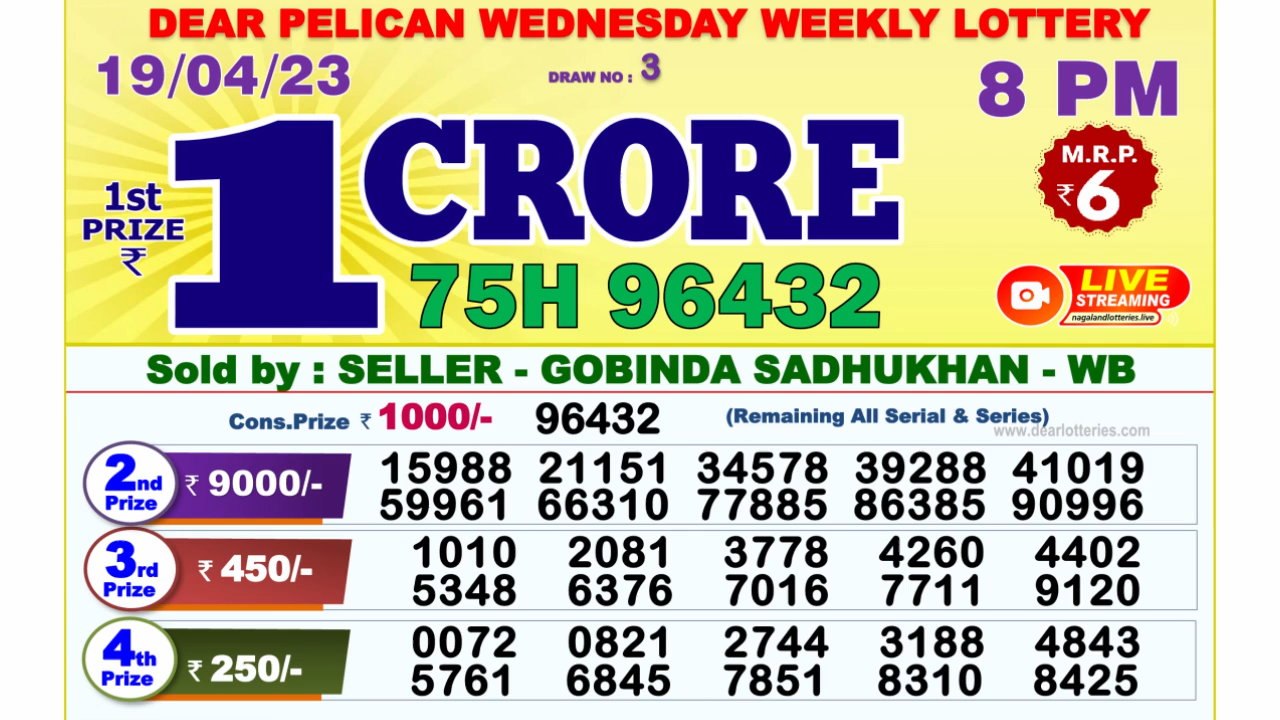 DEAR PELICAN WEDNESDAY WEEKLY LOTTERY
19/04/23 DRAW NO : 3 8 PM
1st PRIZE ₹ 1 CRORE
M.R.P. ₹ 6
75H 96432
LIVE STREAMING
nagalandlotteries.live
Sold by : SELLER - GOBINDA SADHUKHAN - WB
Cons.Prize ₹ 1000/- 96432 (Remaining All Serial & Series)
www.dearlotteries.com
2nd Prize ₹ 9000/-
15988 21151 34578 39288 41019
59961 66310 77885 86385 90996
3rd Prize ₹ 450/-
1010 2081 3778 4260 4402
5348 6376 7016 7711 9120
4th Prize ₹ 250/-
0072 0821 2744 3188 4843
5761 6845 7851 8310 8425